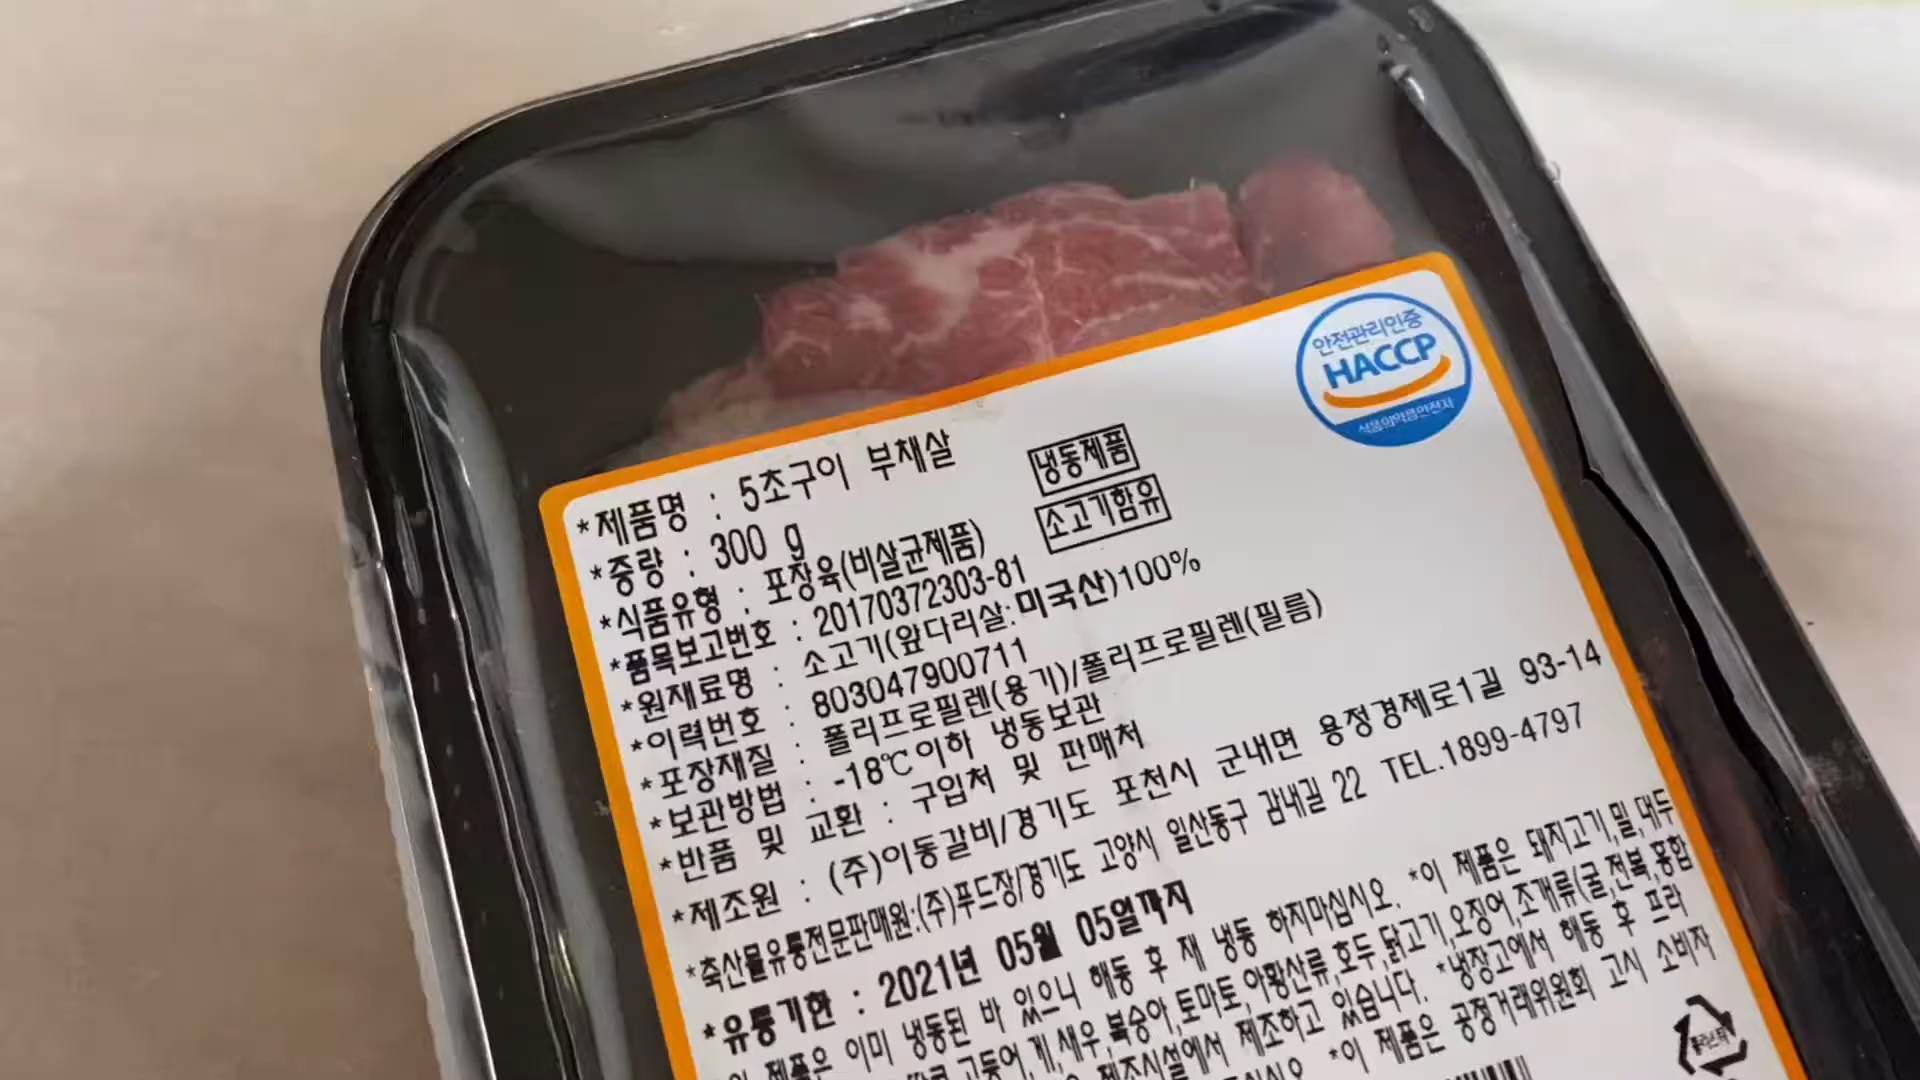 안전관리인증
HACCP
식품의약품안전처
*제품명 : 5초구이 부채살
냉동제품
*중량 : 300 g
소고기함유
*식품유형 : 포장육(비살균제품)
*품목보고번호 : 20170372303-81
*원재료명 : 소고기(앞다리살:미국산)100%
*이력번호 : 803047900711
*포장재질 : 폴리프로필렌(용기)/폴리프로필렌(필름)
*보관방법 : -18℃이하 냉동보관
*반품 및 교환 : 구입처 및 판매처
*제조원 : (주)이동갈비/경기도 포천시 군내면 용정경제로1길 93-14
*축산물유통전문판매원:(주)푸드장/경기도 고양시 일산동구 감내길 22 TEL.1899-4797
*유통기한 : 2021년 05월 05일까지
이 제품은 이미 냉동된 바 있으니 해동 후 재 냉동 하지마십시오. *이 제품은 돼지고기,밀,대두
고등어,게,새우,복숭아,토마토,아황산류,호두,닭고기,오징어,조개류(굴,전복,홍합
제조시설에서 제조하고 있습니다. *냉장고에서 해동 후 프라
*이 제품은 공정거래위원회 고시 소비자